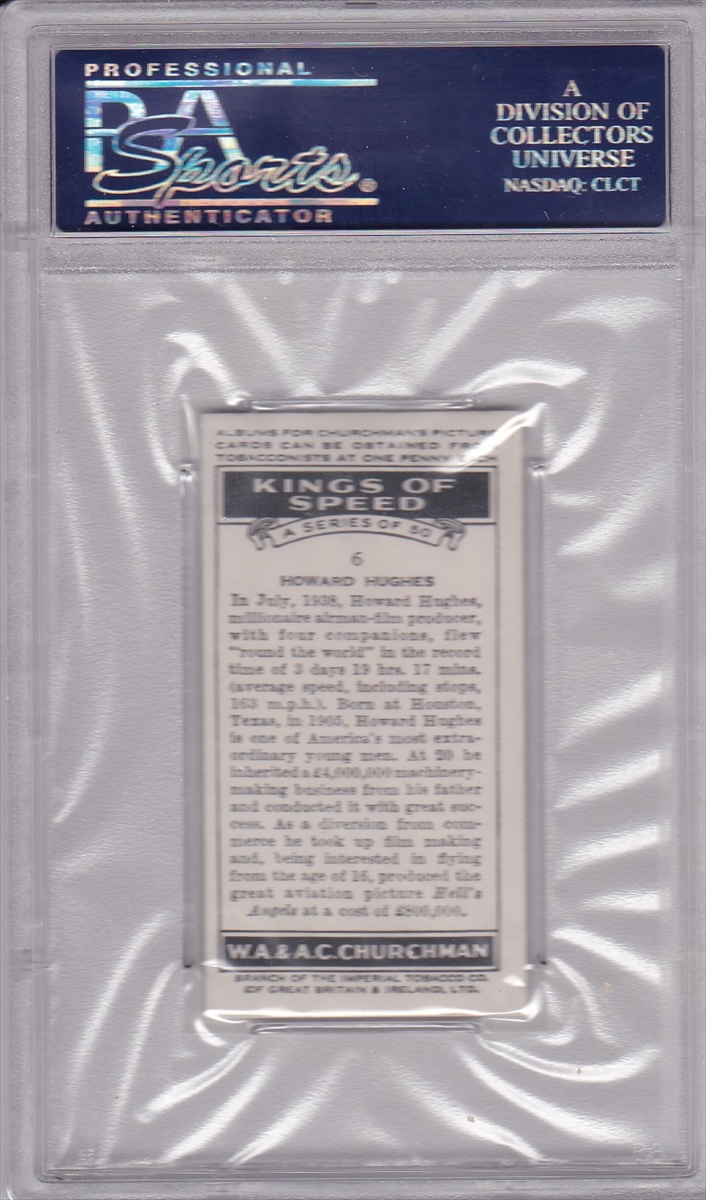 PROFESSIONAL
PSA
Sports®
AUTHENTICATOR
A
DIVISION OF
COLLECTORS
UNIVERSE
NASDAQ: CLCT
ALBUMS FOR CHURCHMAN'S PICTURE
CARDS CAN BE OBTAINED FROM
TOBACCONISTS AT ONE PENNY EACH
KINGS OF
SPEED
A SERIES OF 50
6
HOWARD HUGHES
In July, 1938, Howard Hughes,
millionaire airman-film producer,
with four companions, flew
"round the world" in the record
time of 3 days 19 hrs. 17 mins.
(average speed, including stops,
163 m.p.h.). Born at Houston,
Texas, in 1905, Howard Hughes
is one of America's most extra-
ordinary young men. At 20 he
inherited a £4,000,000 machinery-
making business from his father
and conducted it with great suc-
cess. As a diversion from com-
merce he took up film making
and, being interested in flying
from the age of 16, produced the
great aviation picture Hell's
Angels at a cost of £800,000.
W.A.& A.C.CHURCHMAN
BRANCH OF THE IMPERIAL TOBACCO CO.
(OF GREAT BRITAIN & IRELAND), LTD.